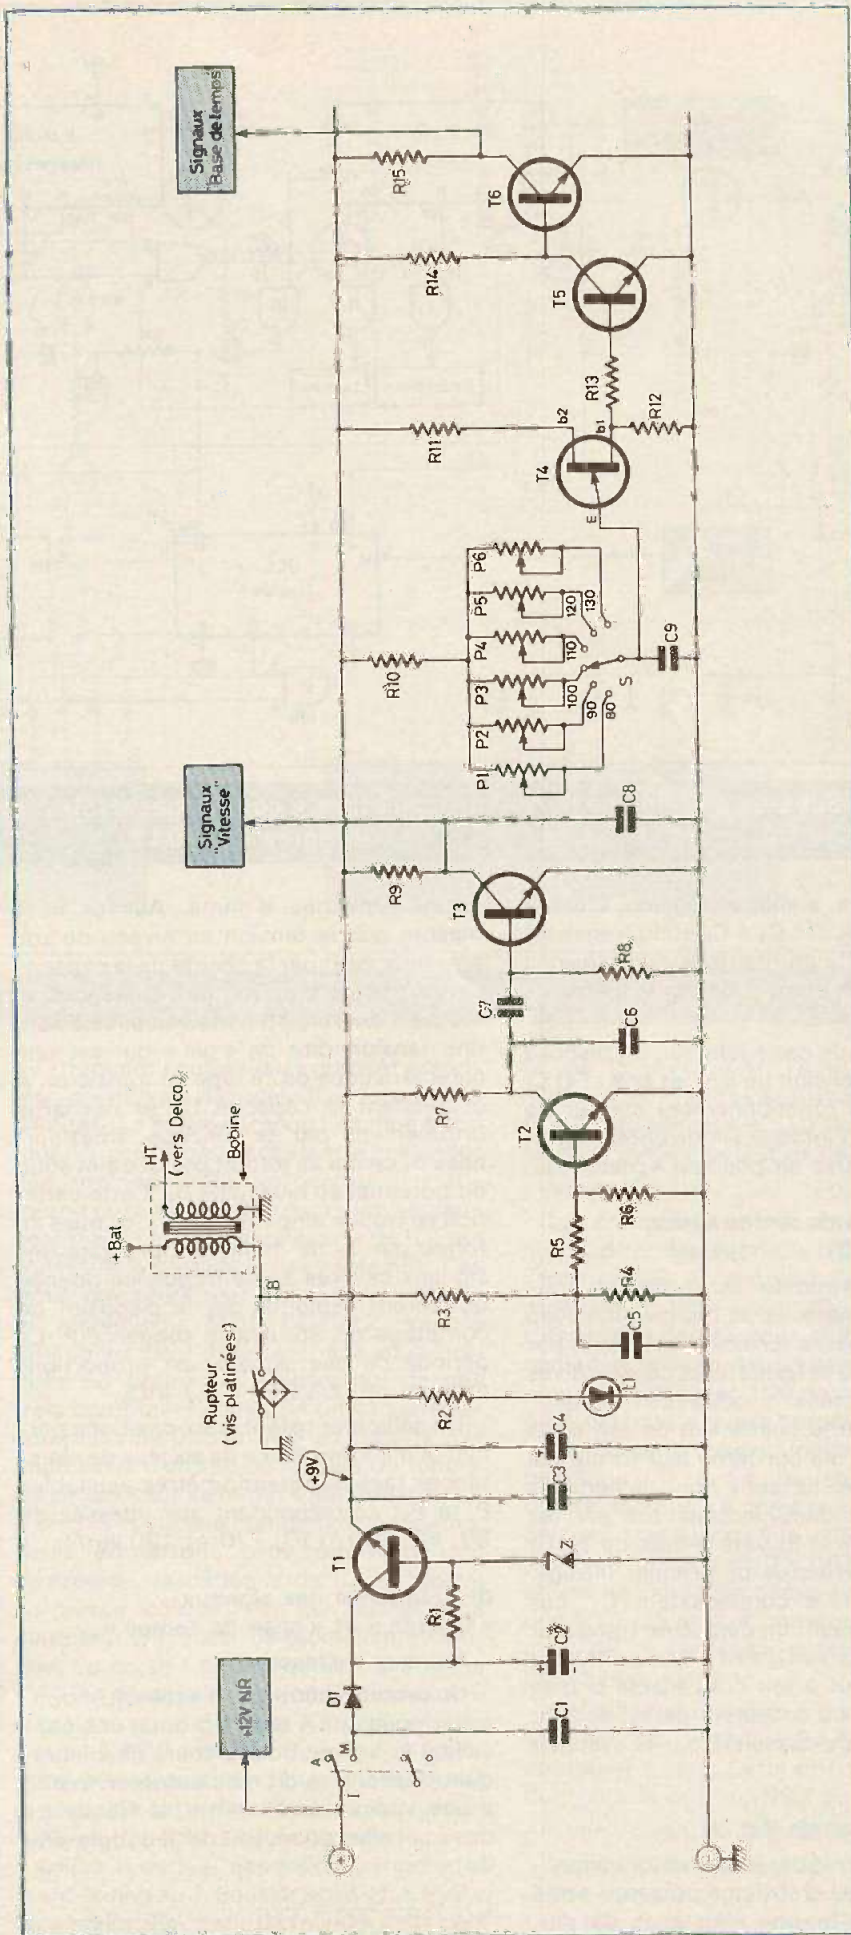 +12V NR
A
M
I
D1
C1
C2
+
-
R1
T1
Z
+9V
C3
C4
+
-
R2
L1
Rupteur
(vis platinées)
+Bat.
HT
(vers Delco)
Bobine
B
R3
R4
C5
R5
R6
T2
R7
C6
C7
R8
T3
R9
C8
Signaux
"Vitesse"
R10
P1
P2
P3
P4
P5
P6
80
90
100
110
120
130
S
C9
E
T4
b2
b1
R11
R12
R13
T5
R14
T6
R15
Signaux
Base de temps
+
-